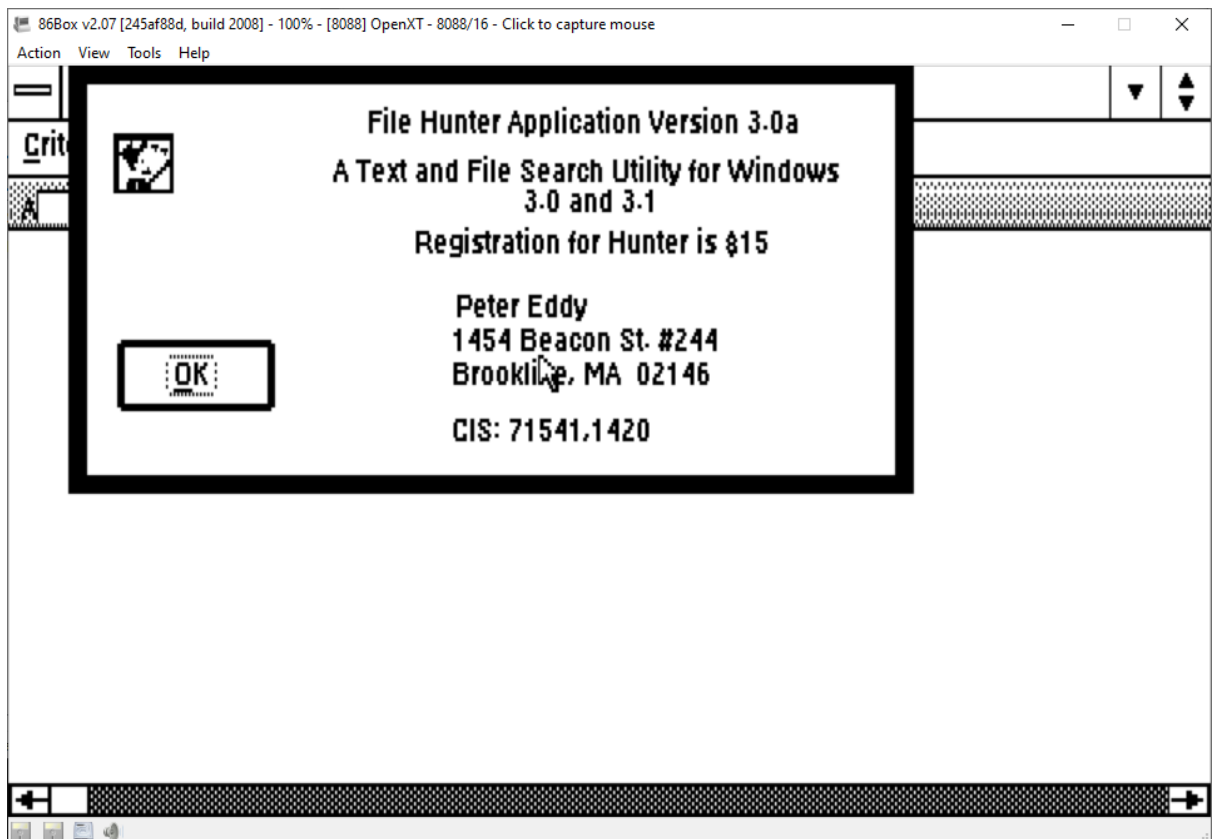 86Box v2.07 [245af88d, build 2008] - 100% - [8088] OpenXT - 8088/16 - Click to capture mouse
Action View Tools Help
File Hunter Application Version 3.0a
Crit
A Text and File Search Utility for Windows
3.0 and 3.1
A
Registration for Hunter is $15
Peter Eddy
1454 Beacon St. #244
OK
Brookline, MA 02146
CIS: 71541,1420